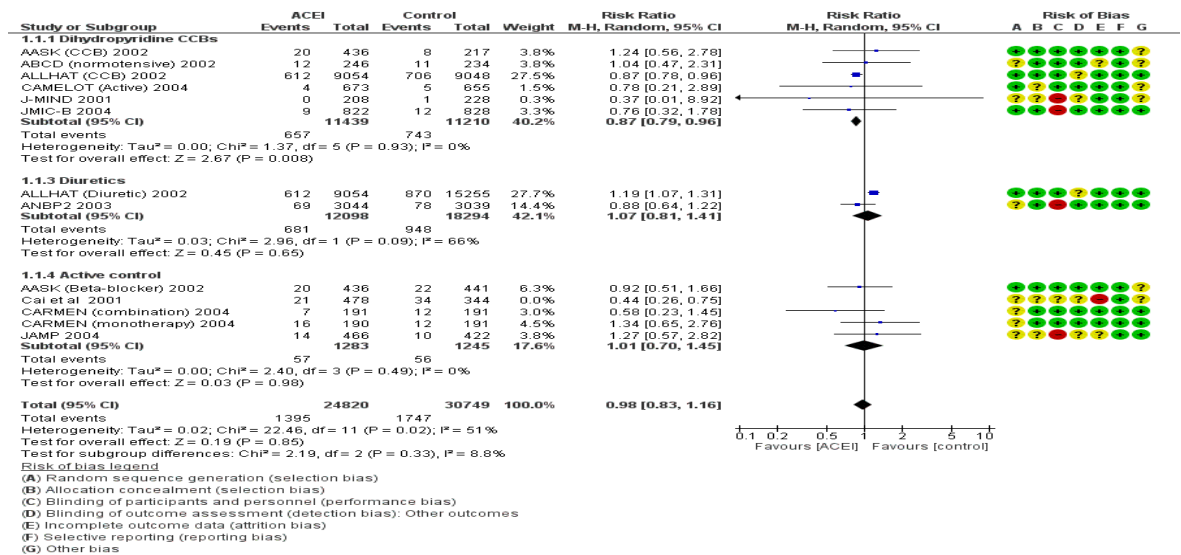 ACEI Control Risk Ratio Risk Ratio Risk of Bias
Study or Subgroup Events Total Events Total Weight M-H, Random, 95% CI M-H, Random, 95% CI A B C D E F G
1.1.1 Dihydropyridine CCBs
AASK (CCB) 2002 20 436 8 217 3.8% 1.24 [0.56, 2.78] + + + + + + ?
ABCD (normotensive) 2002 12 246 11 234 3.9% 1.04 [0.47, 2.31] ? + + + ? + ?
ALLHAT (CCB) 2002 612 9054 706 9048 27.5% 0.87 [0.78, 0.96] + + + ? + + +
CAMELOT (Active) 2004 4 673 5 655 1.4% 0.78 [0.21, 2.89] + ? + + + + ?
J-MIND 2001 0 208 1 228 0.3% 0.37 [0.01, 8.92] ? ? - ? ? + ?
JMIC-B 2004 9 822 12 828 3.3% 0.76 [0.32, 1.78] + + - + + + +
Subtotal (95% CI) 11439 11210 40.2% 0.87 [0.79, 0.96]
Total events 657 743
Heterogeneity: Tau² = 0.00; Chi² = 1.37, df = 5 (P = 0.93); I² = 0%
Test for overall effect: Z = 2.67 (P = 0.008)
1.1.3 Diuretics
ALLHAT (Diuretic) 2002 612 9054 870 15255 27.7% 1.19 [1.07, 1.31] + + + ? + + +
ANBP2 2003 69 3044 78 3039 14.4% 0.88 [0.64, 1.22] ? + - + + + +
Subtotal (95% CI) 12098 18294 42.1% 1.07 [0.81, 1.41]
Total events 681 948
Heterogeneity: Tau² = 0.03; Chi² = 2.96, df = 1 (P = 0.09); I² = 66%
Test for overall effect: Z = 0.45 (P = 0.65)
1.1.4 Active control
AASK (Beta-blocker) 2002 20 436 22 441 6.3% 0.92 [0.51, 1.66] + + + + + + ?
Cai et al 2001 21 478 34 344 0.0% 0.44 [0.26, 0.75] ? ? ? ? - + ?
CARMEN (combination) 2004 7 191 12 191 3.0% 0.58 [0.23, 1.45] ? + + + + + +
CARMEN (monotherapy) 2004 16 190 12 191 4.5% 1.34 [0.65, 2.76] ? + + + + + +
JAMP 2004 14 466 10 422 3.8% 1.27 [0.57, 2.82] ? ? - ? ? + +
Subtotal (95% CI) 1283 1245 17.6% 1.01 [0.70, 1.45]
Total events 57 56
Heterogeneity: Tau² = 0.00; Chi² = 2.40, df = 3 (P = 0.49); I² = 0%
Test for overall effect: Z = 0.03 (P = 0.98)
Total (95% CI) 24820 30749 100.0% 0.98 [0.83, 1.16]
Total events 1395 1747
Heterogeneity: Tau² = 0.02; Chi² = 22.46, df = 11 (P = 0.02); I² = 51%
Test for overall effect: Z = 0.19 (P = 0.85)
Test for subgroup differences: Chi² = 2.19, df = 2 (P = 0.33), I² = 8.8%
0.1 0.2 0.5 1 2 5 10
Favours [ACEI] Favours [control]
Risk of bias legend
(A) Random sequence generation (selection bias)
(B) Allocation concealment (selection bias)
(C) Blinding of participants and personnel (performance bias)
(D) Blinding of outcome assessment (detection bias): Other outcomes
(E) Incomplete outcome data (attrition bias)
(F) Selective reporting (reporting bias)
(G) Other bias